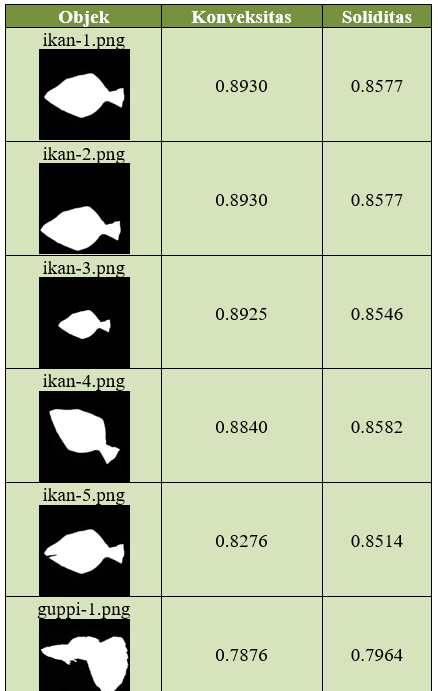 Objek Konveksitas Soliditas
ikan-1.png
0.8930 0.8577
ikan-2.png
0.8930 0.8577
ikan-3.png
0.8925 0.8546
ikan-4.png
0.8840 0.8582
ikan-5.png
0.8276 0.8514
guppi-1.png
0.7876 0.7964